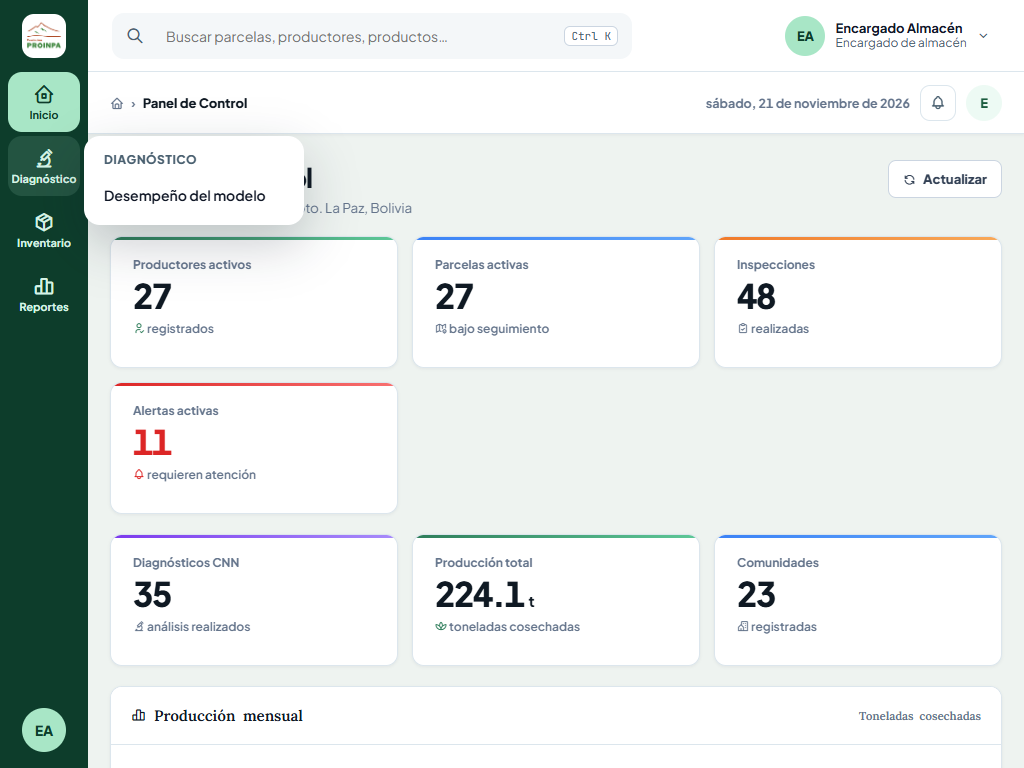 PROINPA
Inicio
Diagnóstico
Inventario
Reportes
EA
Buscar parcelas, productores, productos...
Ctrl K
EA
Encargado Almacén
Encargado de almacén
› Panel de Control
sábado, 21 de noviembre de 2026
E
DIAGNÓSTICO
Desempeño del modelo
La Paz, Bolivia
Actualizar
Productores activos
27
registrados
Parcelas activas
27
bajo seguimiento
Inspecciones
48
realizadas
Alertas activas
11
requieren atención
Diagnósticos CNN
35
análisis realizados
Producción total
224.1 t
toneladas cosechadas
Comunidades
23
registradas
Producción mensual
Toneladas cosechadas